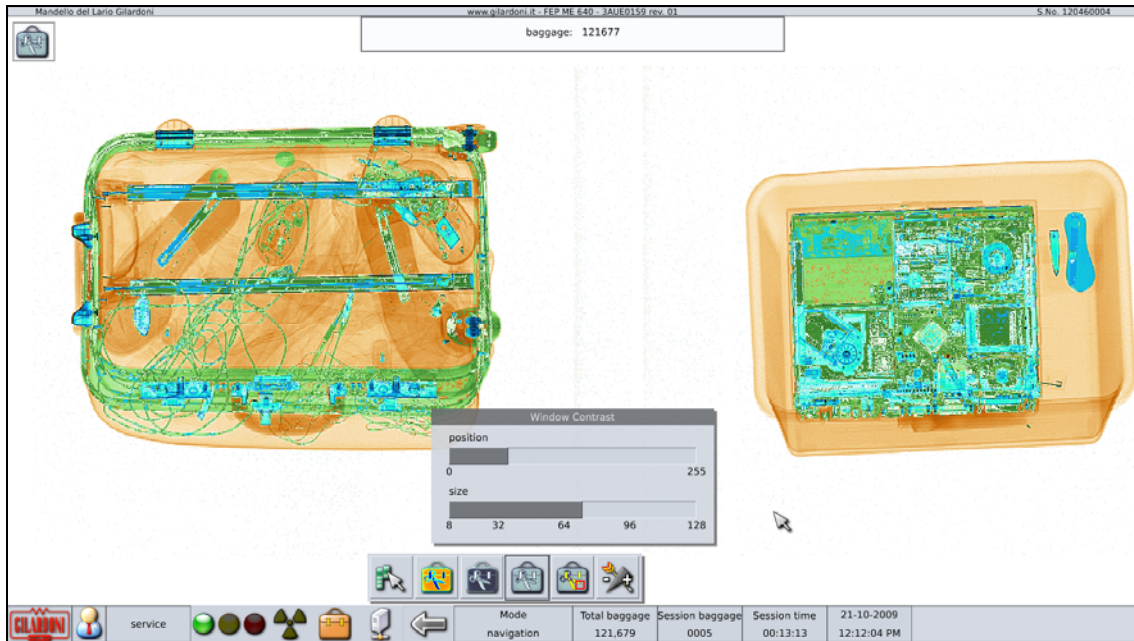 Mandello del Lario Gilardoni
www.gilardoni.it - FEP ME 640 - 3AUE0159 rev. 01
S.No. 120460004
baggage: 121677
Window Contrast
position
0 255
size
8 32 64 96 128
GILARDONI
service
Mode
navigation
Total baggage
121,679
Session baggage
0005
Session time
00:13:13
21-10-2009
12:12:04 PM